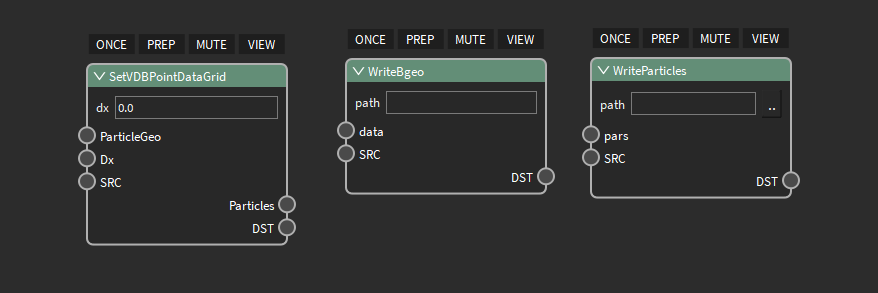 ONCE PREP MUTE VIEW
SetVDBPointDataGrid
dx 0.0
ParticleGeo
Dx
SRC
Particles
DST
ONCE PREP MUTE VIEW
WriteBgeo
path
data
SRC
DST
ONCE PREP MUTE VIEW
WriteParticles
path ..
pars
SRC
DST